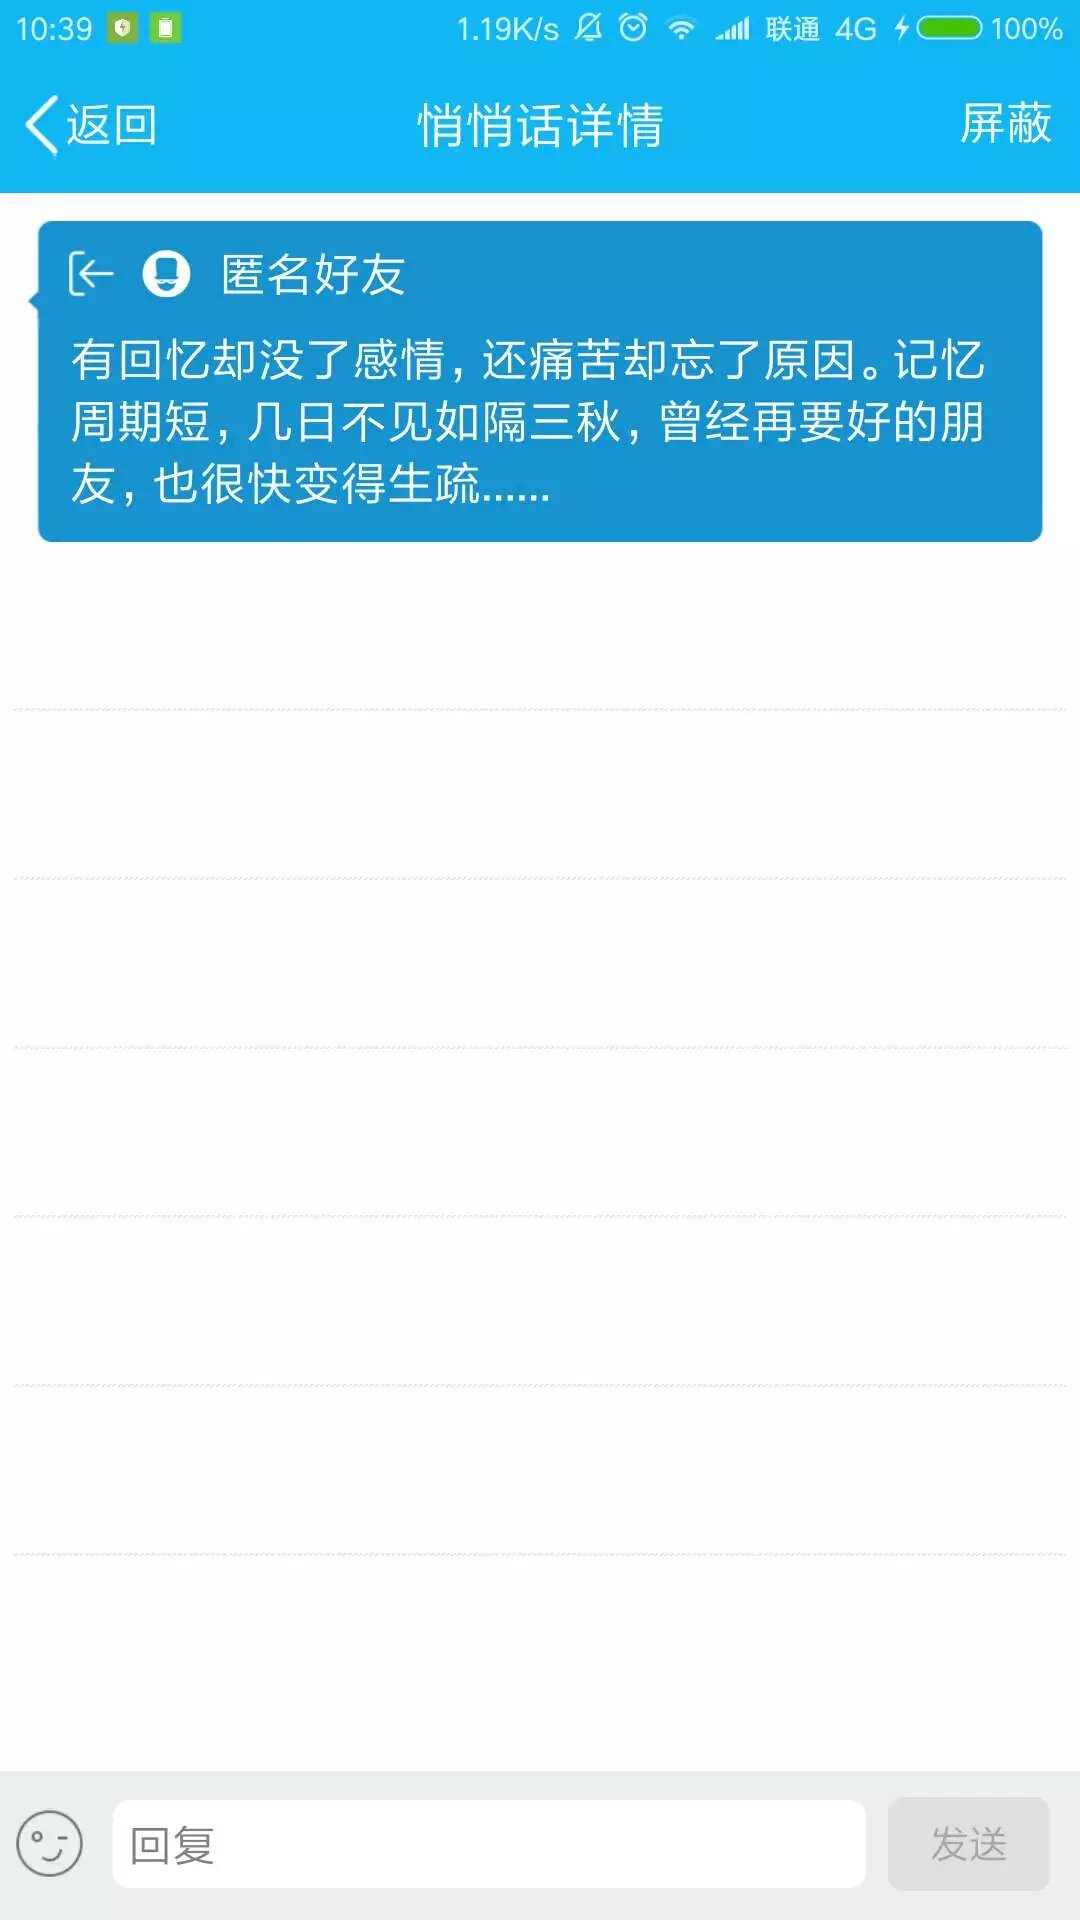 10:39 1.19K/s 联通 4G 100%
返回 悄悄话详情 屏蔽
匿名好友
有回忆却没了感情,还痛苦却忘了原因。记忆
周期短,几日不见如隔三秋,曾经再要好的朋
友,也很快变得生疏……
回复 发送